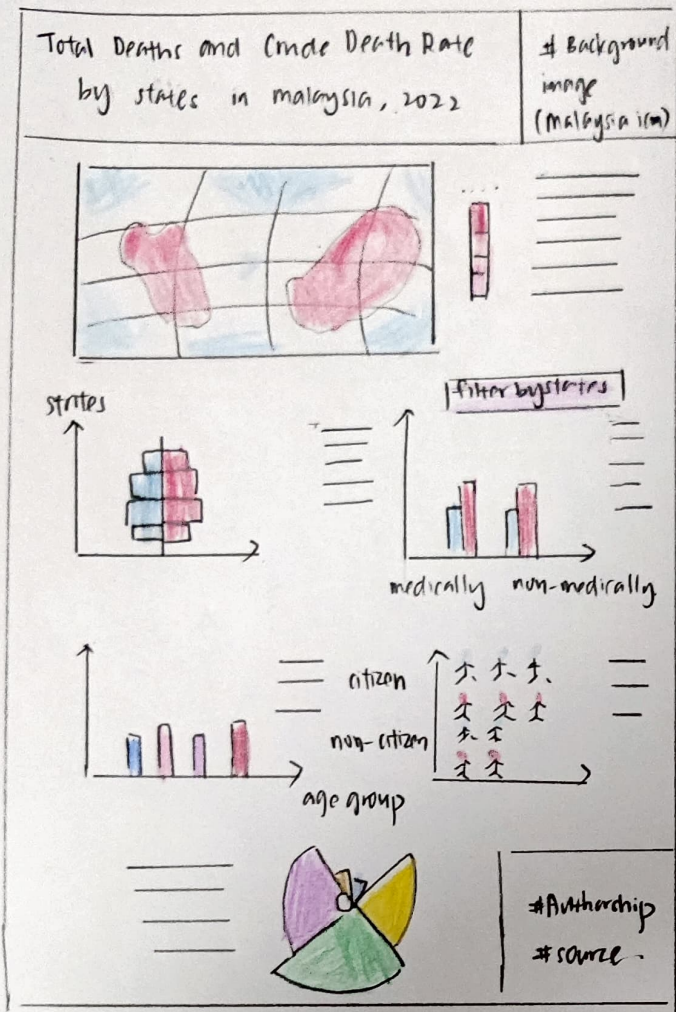 Total Deaths and Crude Death Rate
by states in malaysia, 2022
# Background
image
(malaysia icon)
states
filter by states
medically non-medically
citizen
non-citizen
age group
#Authorship
#source.